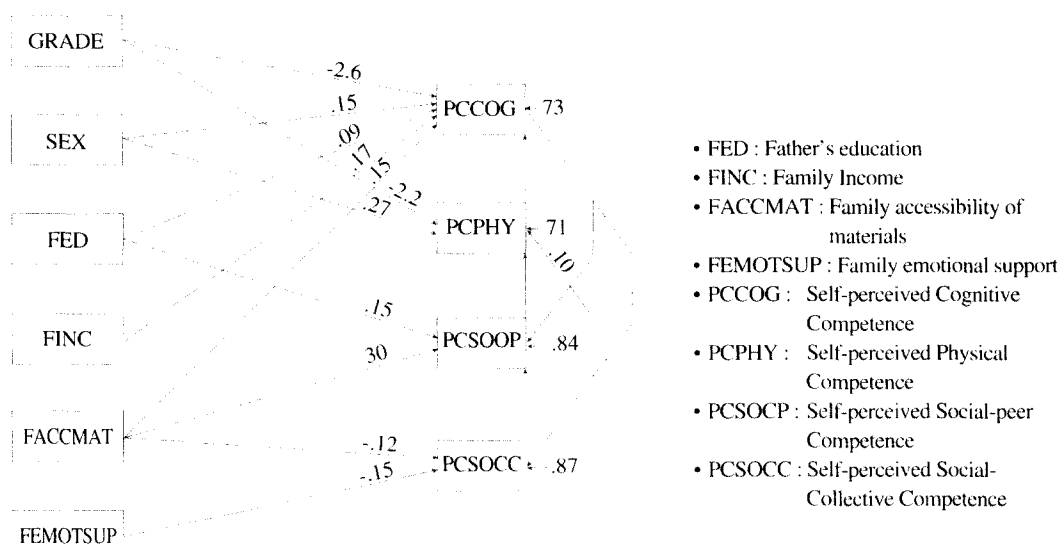 GRADE
SEX
FED
FINC
FACCMAT
FEMOTSUP
-2.6
.15
.09
.17
.15
-2.2
.27
.15
30
-.12
-.15
PCCOG
73
PCPHY
71
.10
PCSOOP
.84
PCSOCC
.87
• FED : Father's education
• FINC : Family Income
• FACCMAT : Family accessibility of
materials
• FEMOTSUP : Family emotional support
• PCCOG : Self-perceived Cognitive
Competence
• PCPHY : Self-perceived Physical
Competence
• PCSOCP : Self-perceived Social-peer
Competence
• PCSOCC : Self-perceived Social-
Collective Competence